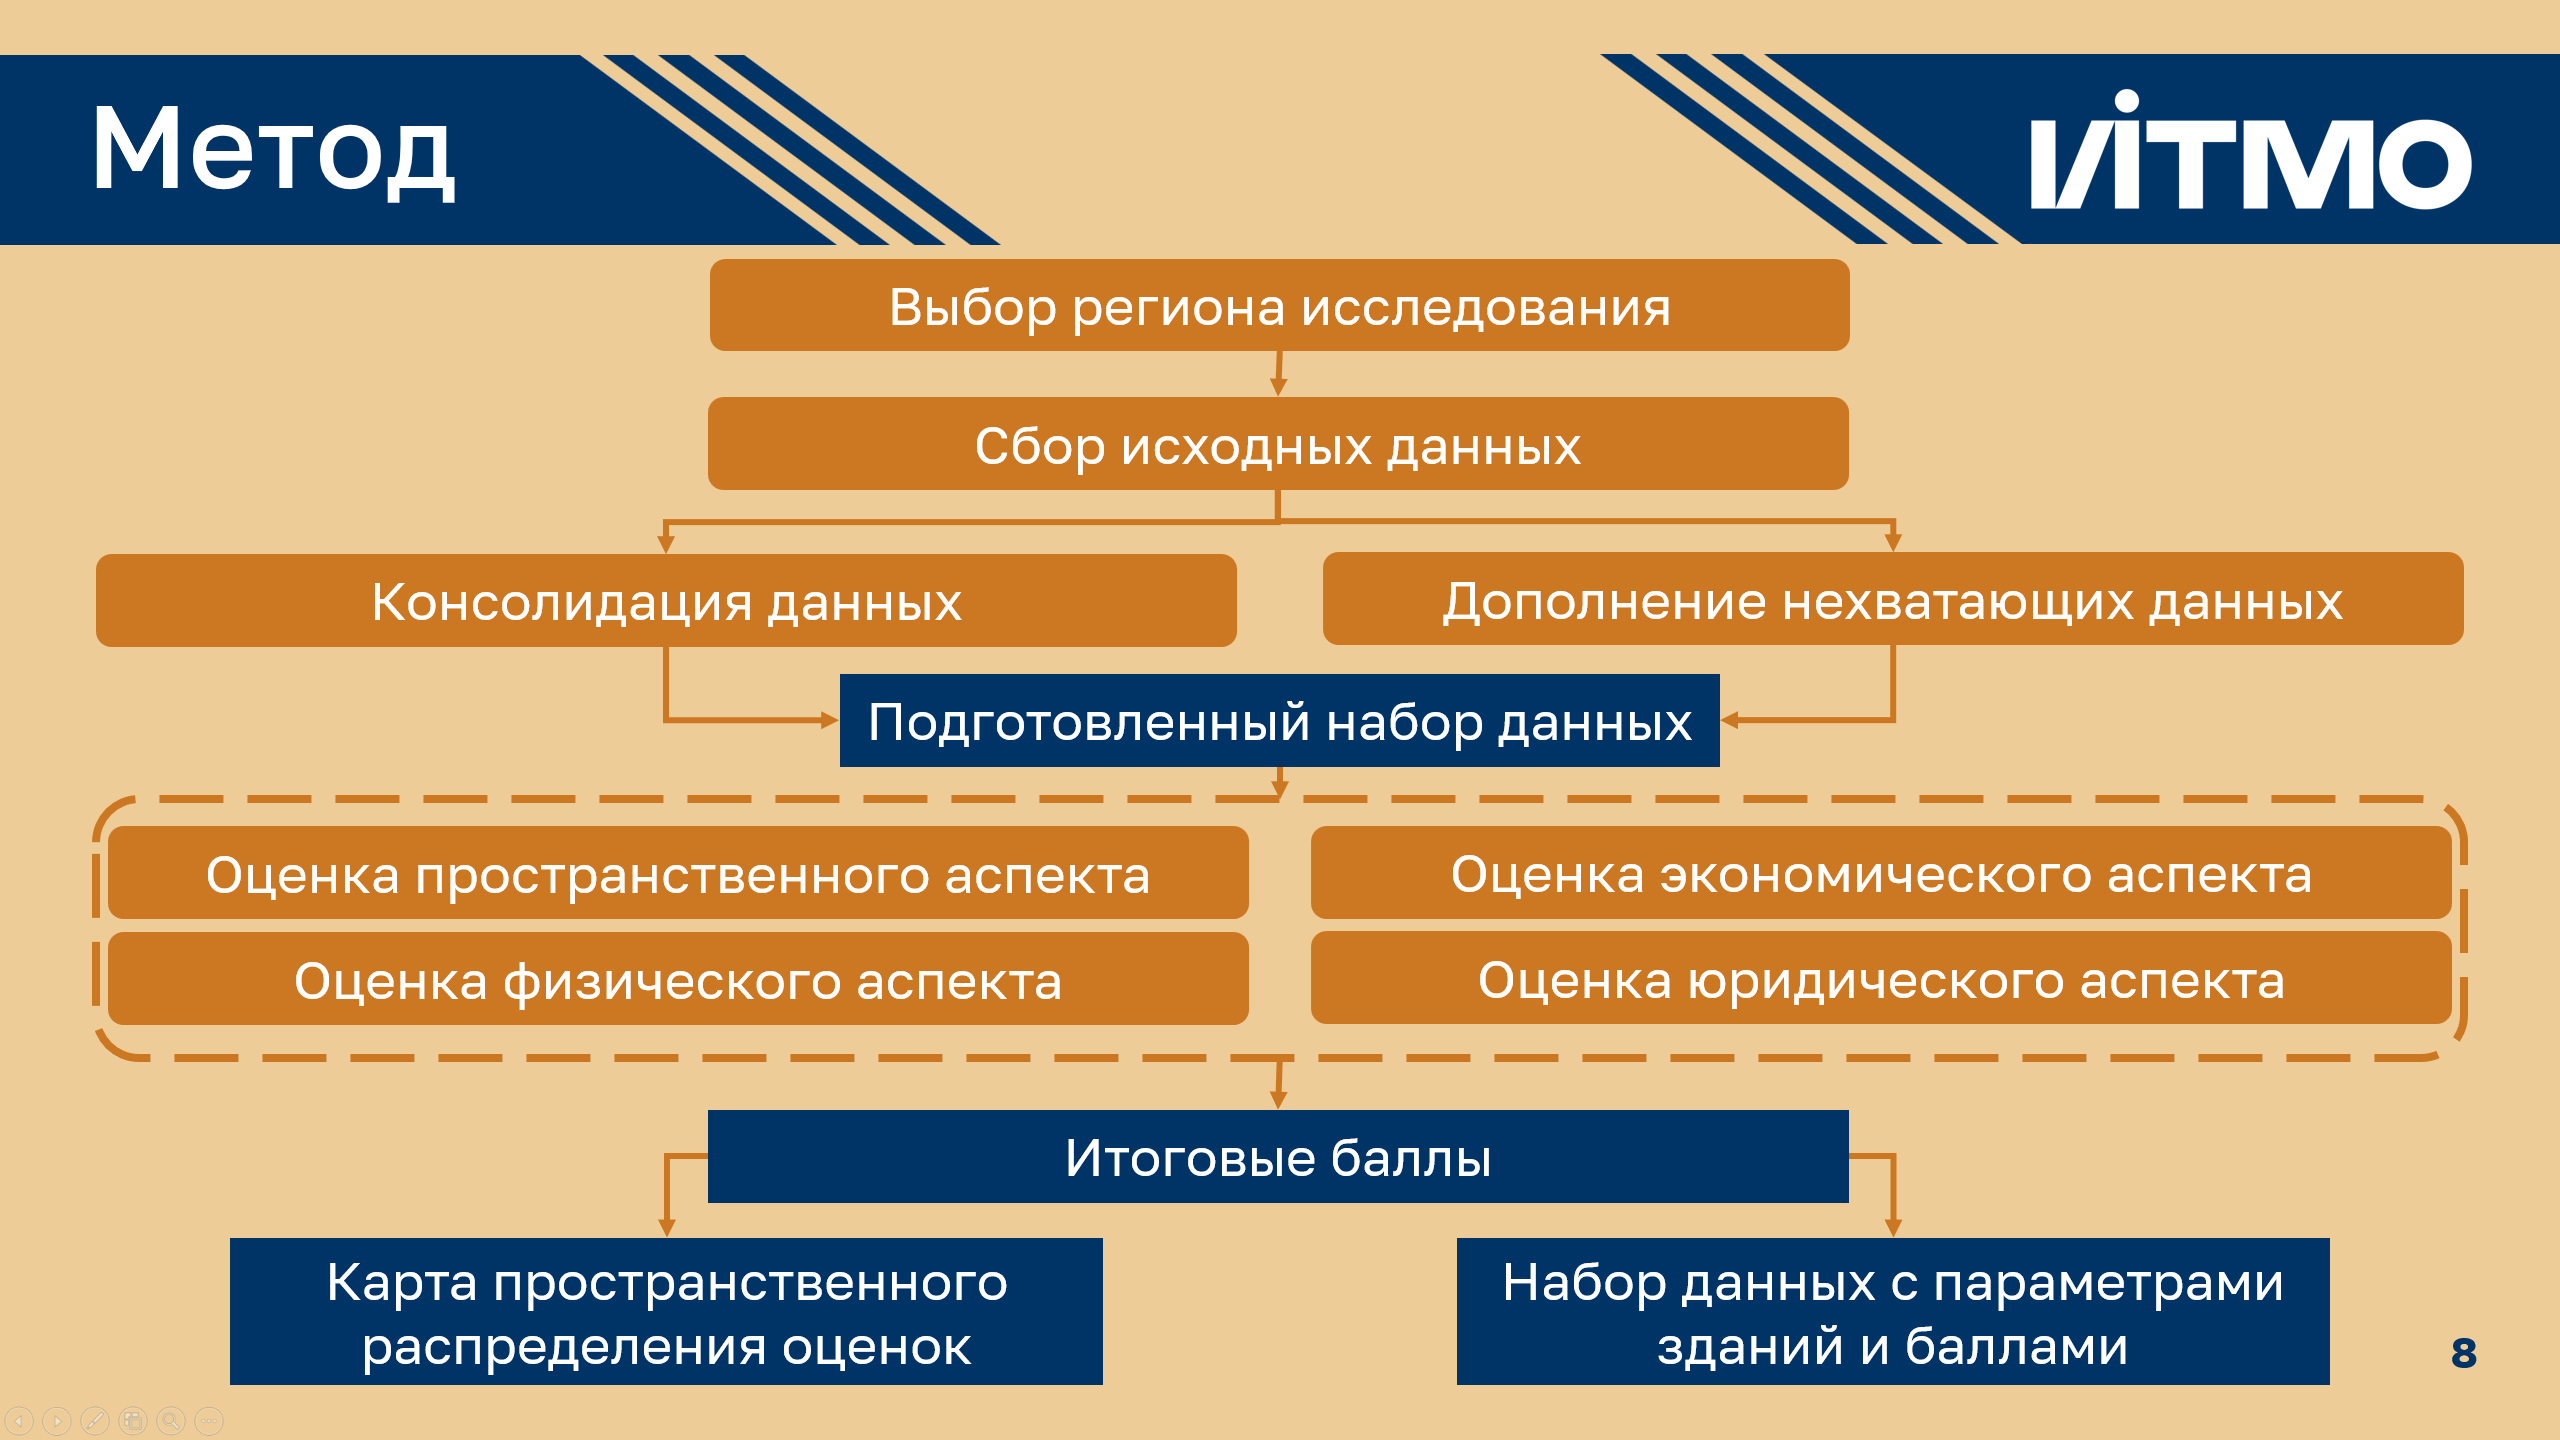 Метод
ИТМО
Выбор региона исследования
Сбор исходных данных
Консолидация данных
Дополнение нехватающих данных
Подготовленный набор данных
Оценка пространственного аспекта
Оценка экономического аспекта
Оценка физического аспекта
Оценка юридического аспекта
Итоговые баллы
Карта пространственного
распределения оценок
Набор данных с параметрами
зданий и баллами
8